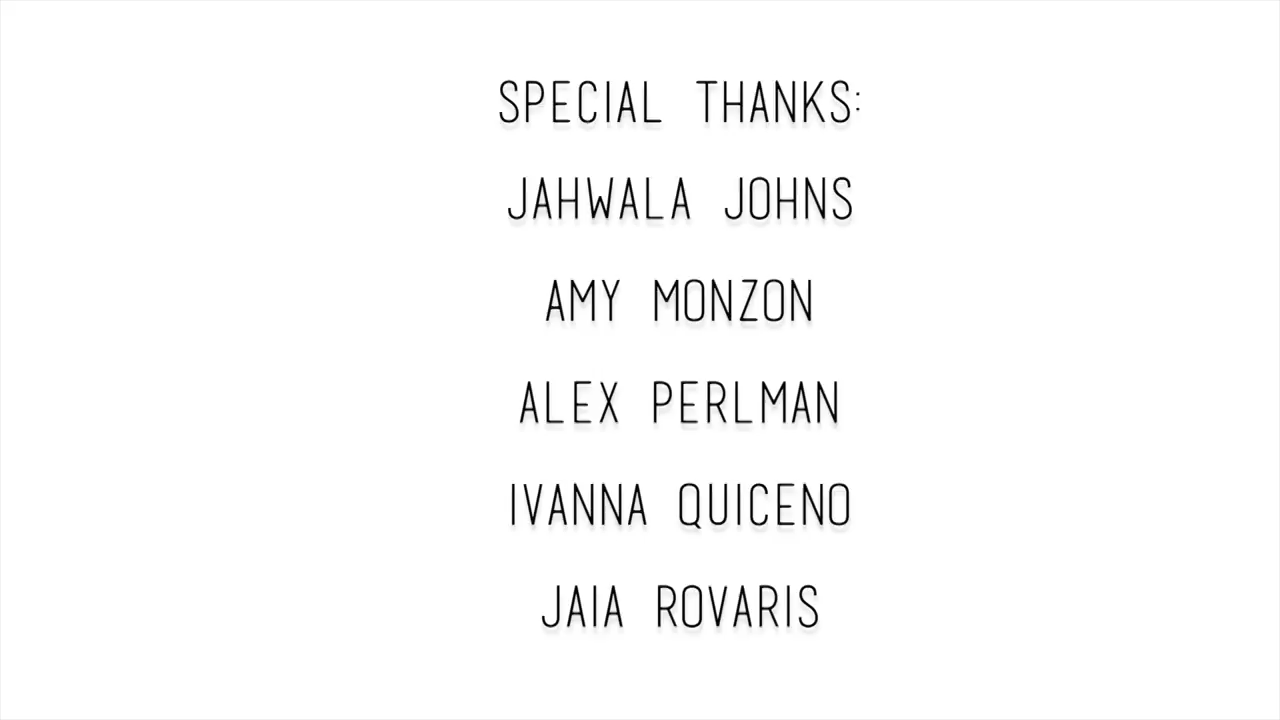 SPECIAL THANKS:
JAHWALA JOHNS
AMY MONZON
ALEX PERLMAN
IVANNA QUICENO
JAIA ROVARIS